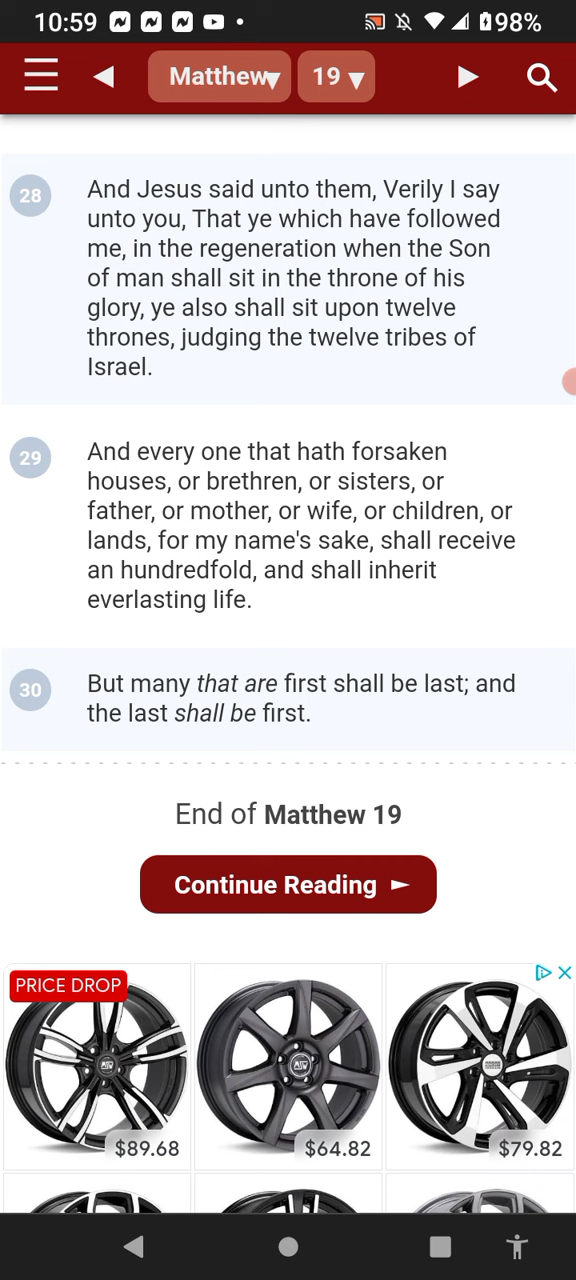 10:59
98%
Matthew
19
28
And Jesus said unto them, Verily I say
unto you, That ye which have followed
me, in the regeneration when the Son
of man shall sit in the throne of his
glory, ye also shall sit upon twelve
thrones, judging the twelve tribes of
Israel.
29
And every one that hath forsaken
houses, or brethren, or sisters, or
father, or mother, or wife, or children, or
lands, for my name's sake, shall receive
an hundredfold, and shall inherit
everlasting life.
30
But many that are first shall be last; and
the last shall be first.
End of Matthew 19
Continue Reading
PRICE DROP
$89.68
$64.82
$79.82